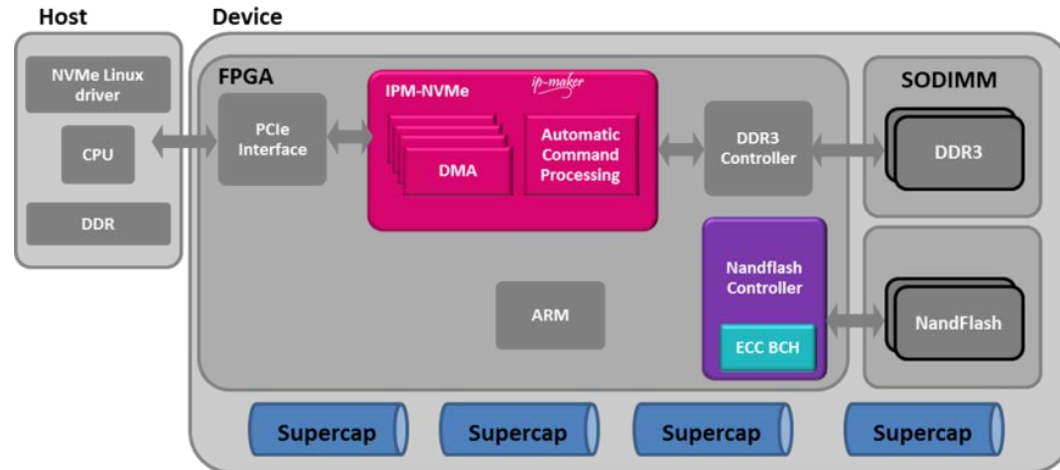 Host
Device
NVMe Linux
driver
CPU
DDR
FPGA
PCIe
Interface
IPM-NVMe
ip-maker
DMA
Automatic
Command
Processing
DDR3
Controller
SODIMM
DDR3
Nandflash
Controller
ECC BCH
ARM
NandFlash
Supercap
Supercap
Supercap
Supercap